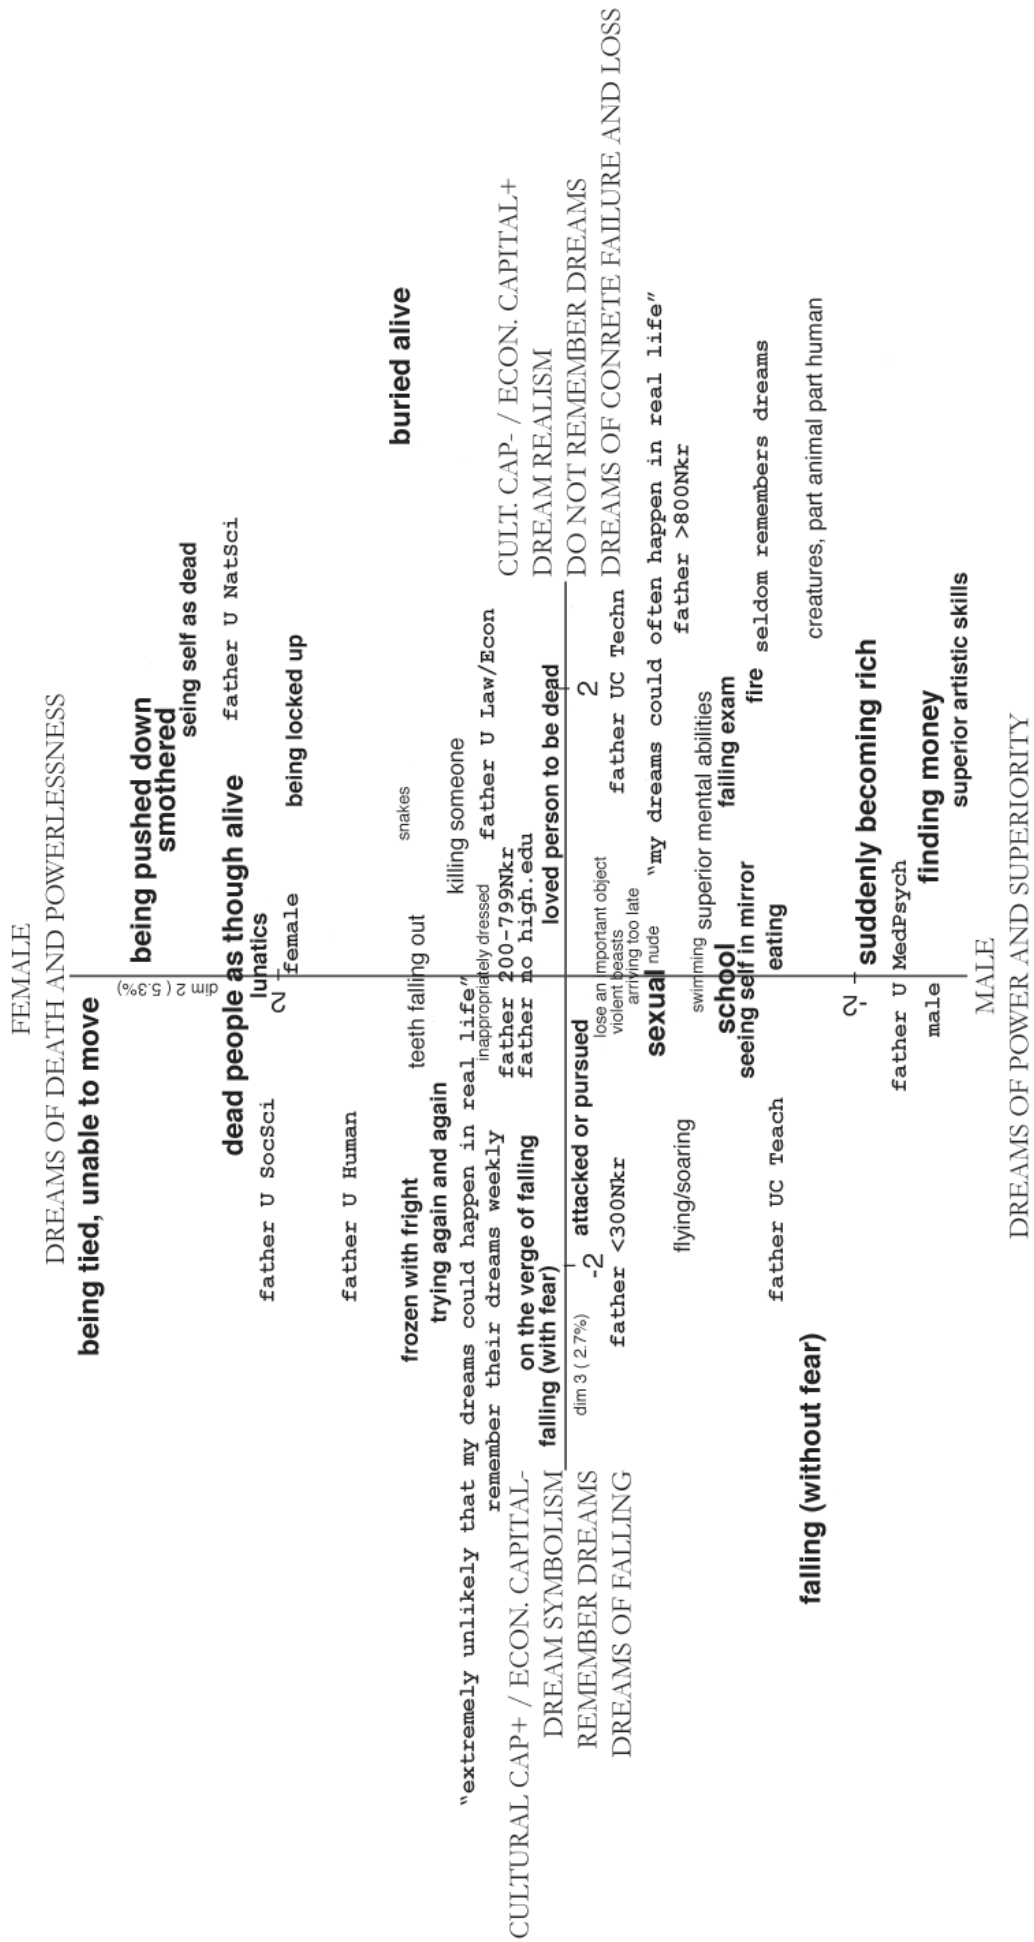 FEMALE
DREAMS OF DEATH AND POWERLESSNESS
being tied, unable to move
dim 2 ( 5.3%)
being pushed down
smothered
seing self as dead
dead people as though alive
father U NatSci
lunatics
father U SocSci
2
female
being locked up
father U Human
buried alive
frozen with fright
teeth falling out
snakes
trying again and again
killing someone
"extremely unlikely that my dreams could happen in real life"
inappropriately dressed
remember their dreams weekly
father U Law/Econ
father 200-799Nkr
father no high.edu
on the verge of falling
falling (with fear)
loved person to be dead
CULTURAL CAP+ / ECON. CAPITAL-
DREAM SYMBOLISM
REMEMBER DREAMS
DREAMS OF FALLING
CULT. CAP- / ECON. CAPITAL+
DREAM REALISM
DO NOT REMEMBER DREAMS
DREAMS OF CONRETE FAILURE AND LOSS
dim 3 ( 2.7%)
-2
2
attacked or pursued
lose an mportant object
violent beasts
arriving too late
father <300Nkr
father UC Techn
sexual
nude
"my dreams could often happen in real life"
flying/soaring
father >800Nkr
swimming
superior mental abilities
school
failing exam
seeing self in mirror
fire
seldom remembers dreams
father UC Teach
eating
falling (without fear)
creatures, part animal part human
-2
suddenly becoming rich
father U MedPsych
finding money
male
superior artistic skills
MALE
DREAMS OF POWER AND SUPERIORITY